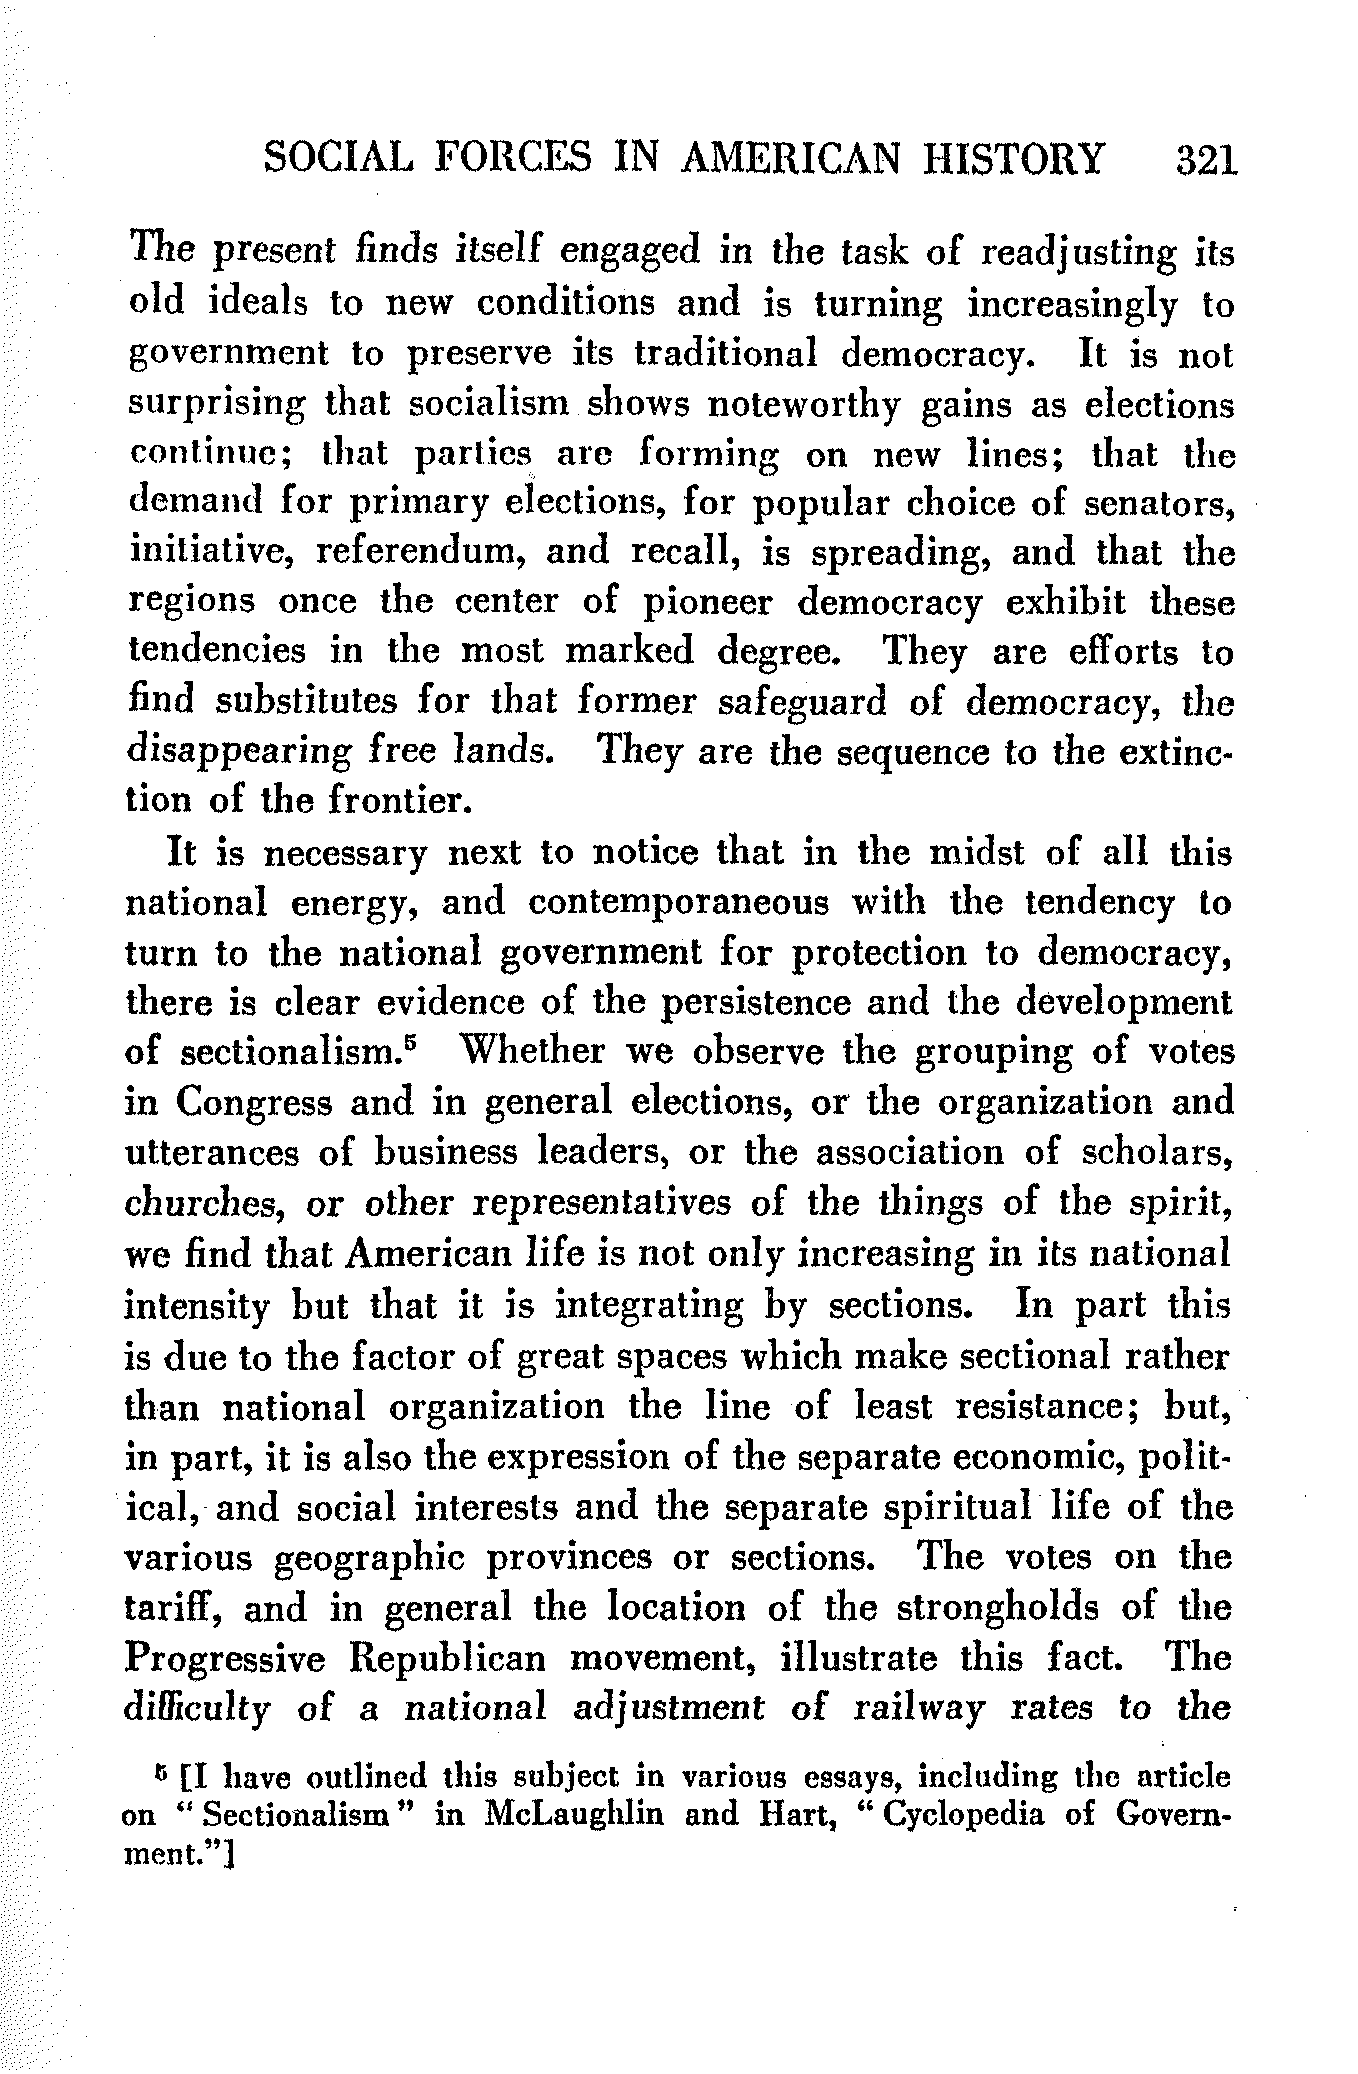 SOCIAL FORCES IN AMERICAN HISTORY 321
The present finds itself engaged in the task of readjusting its
old ideals to new conditions and is turning increasingly to
government to preserve its traditional democracy. It is not
surprising that socialism shows noteworthy gains as elections
continue; that parties are forming on new lines; that the
demand for primary elections, for popular choice of senators,
initiative, referendum, and recall, is spreading, and that the
regions once the center of pioneer democracy exhibit these
tendencies in the most marked degree. They are efforts to
find substitutes for that former safeguard of democracy, the
disappearing free lands. They are the sequence to the extinc-
tion of the frontier.
It is necessary next to notice that in the midst of all this
national energy, and contemporaneous with the tendency to
turn to the national government for protection to democracy,
there is clear evidence of the persistence and the development
of sectionalism.⁵ Whether we observe the grouping of votes
in Congress and in general elections, or the organization and
utterances of business leaders, or the association of scholars,
churches, or other representatives of the things of the spirit,
we find that American life is not only increasing in its national
intensity but that it is integrating by sections. In part this
is due to the factor of great spaces which make sectional rather
than national organization the line of least resistance; but,
in part, it is also the expression of the separate economic, polit-
ical, and social interests and the separate spiritual life of the
various geographic provinces or sections. The votes on the
tariff, and in general the location of the strongholds of the
Progressive Republican movement, illustrate this fact. The
difficulty of a national adjustment of railway rates to the
⁵ [I have outlined this subject in various essays, including the article
on "Sectionalism" in McLaughlin and Hart, "Cyclopedia of Govern-
ment."]